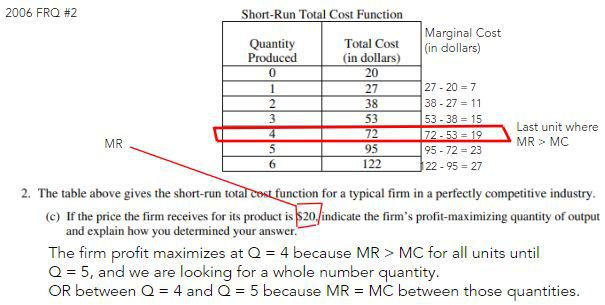 2006 FRQ #2
Short-Run Total Cost Function
Marginal Cost
(in dollars)
Quantity Produced Total Cost (in dollars)
0 20
1 27 27 - 20 = 7
2 38 38 - 27 = 11
3 53 53 - 38 = 15
4 72 72 - 53 = 19
5 95 95 - 72 = 23
6 122 122 - 95 = 27
Last unit where
MR > MC
MR
2. The table above gives the short-run total cost function for a typical firm in a perfectly competitive industry.
(c) If the price the firm receives for its product is $20, indicate the firm's profit-maximizing quantity of output
and explain how you determined your answer.
The firm profit maximizes at Q = 4 because MR > MC for all units until
Q = 5, and we are looking for a whole number quantity.
OR between Q = 4 and Q = 5 because MR = MC between those quantities.